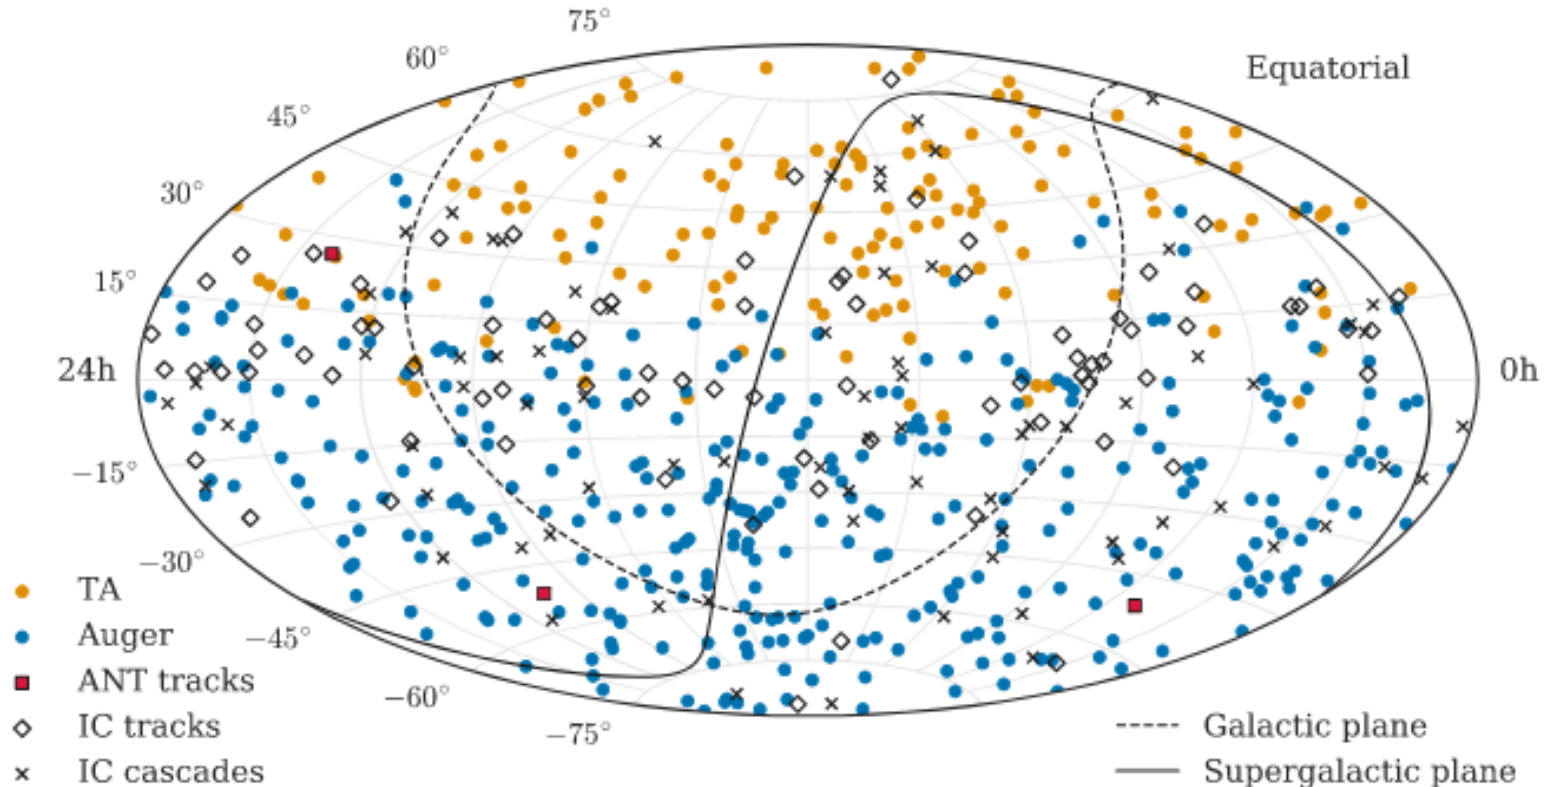 75°
60°
Equatorial
45°
30°
15°
24h
0h
−15°
−30°
−45°
−60°
−75°
TA
Auger
ANT tracks
IC tracks
IC cascades
Galactic plane
Supergalactic plane